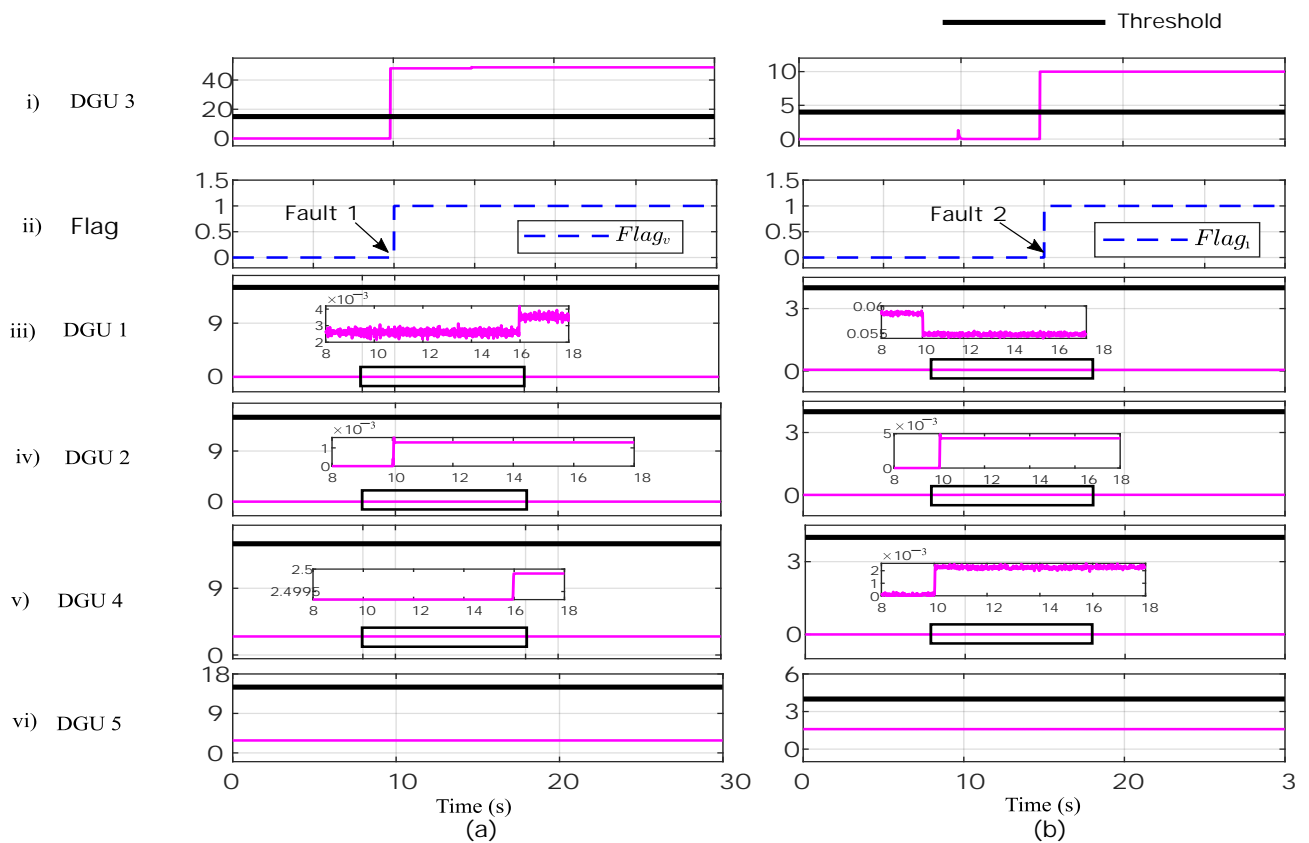 Threshold
i) DGU 3
40
20
0
10
5
0
ii) Flag
1.5
1
0.5
0
Fault 1
Flag_v
1.5
1
0.5
0
Fault 2
Flag_1
iii) DGU 1
9
0
×10⁻³
4
3
2
8 10 12 14 16 18
3
0
0.06
0.055
8 10 12 14 16 18
iv) DGU 2
9
0
×10⁻³
1
0
8 10 12 14 16 18
3
0
×10⁻³
5
0
8 10 12 14 16 18
v) DGU 4
9
0
2.5
2.4995
8 10 12 14 16 18
3
0
×10⁻³
2
1
0
8 10 12 14 16 18
vi) DGU 5
18
9
0
6
3
0
0 10 20 30
0 10 20 3
Time (s)
Time (s)
(a)
(b)